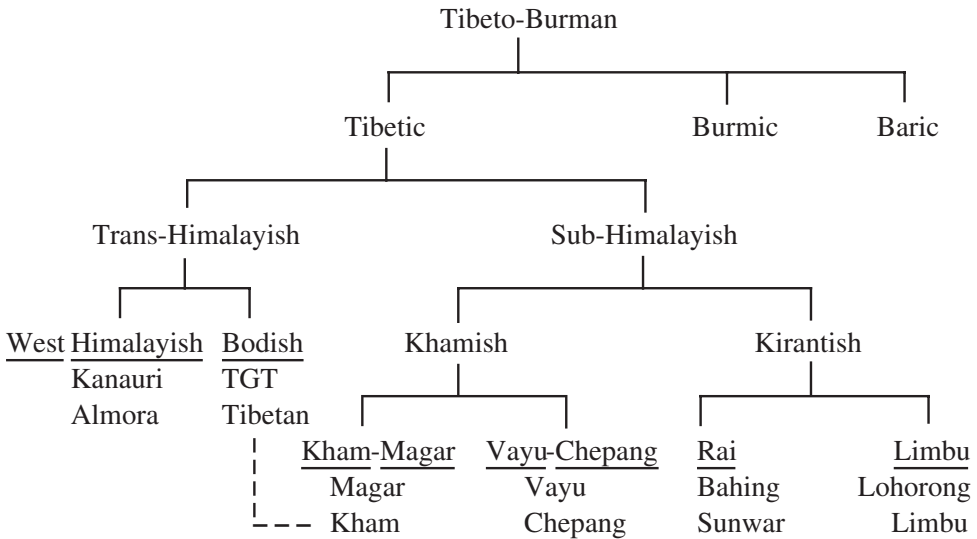 Tibeto-Burman
Tibetic Burmic Baric
Trans-Himalayish Sub-Himalayish
West Himalayish Bodish Khamish Kirantish
Kanauri TGT
Almora Tibetan
Kham-Magar Vayu-Chepang Rai Limbu
Magar Vayu Bahing Lohorong
Kham Chepang Sunwar Limbu